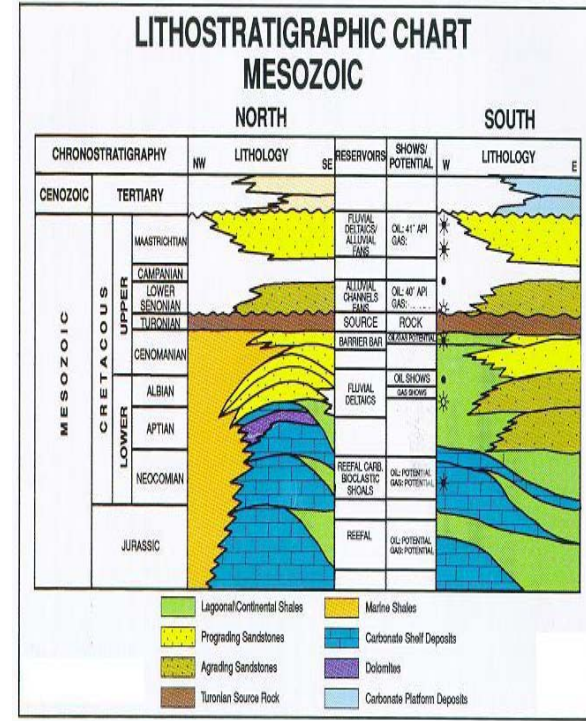 LITHOSTRATIGRAPHIC CHART
MESOZOIC
NORTH
SOUTH
CHRONOSTRATIGRAPHY
NW
LITHOLOGY
SE
RESERVOIRS
SHOWS/
POTENTIAL
W
LITHOLOGY
E
CENOZOIC
TERTIARY
MESOZOIC
CRETACOUS
UPPER
MAASTRICHTIAN
FLUVIAL
DELTAICS/
ALLUVIAL
FANS
OIL: 41° API
GAS:
CAMPANIAN
LOWER
SENONIAN
ALLUVIAL
CHANNELS
FANS
OIL: 40° API
GAS:
TURONIAN
SOURCE
ROCK
CENOMANIAN
BARRIER BAR
OIL/GAS POTENTIAL
LOWER
ALBIAN
FLUVIAL
DELTAICS
OIL SHOWS
GAS SHOWS
APTIAN
NEOCOMIAN
REEFAL CARB.
BIOCLASTIC
SHOALS
OIL: POTENTIAL
GAS: POTENTIAL
JURASSIC
REEFAL
OIL: POTENTIAL
GAS: POTENTIAL
Lagoonal\Continental Shales
Marine Shales
Prograding Sandstones
Carbonate Shelf Deposits
Agrading Sandstones
Dolomites
Turonian Source Rock
Carbonate Platform Deposits